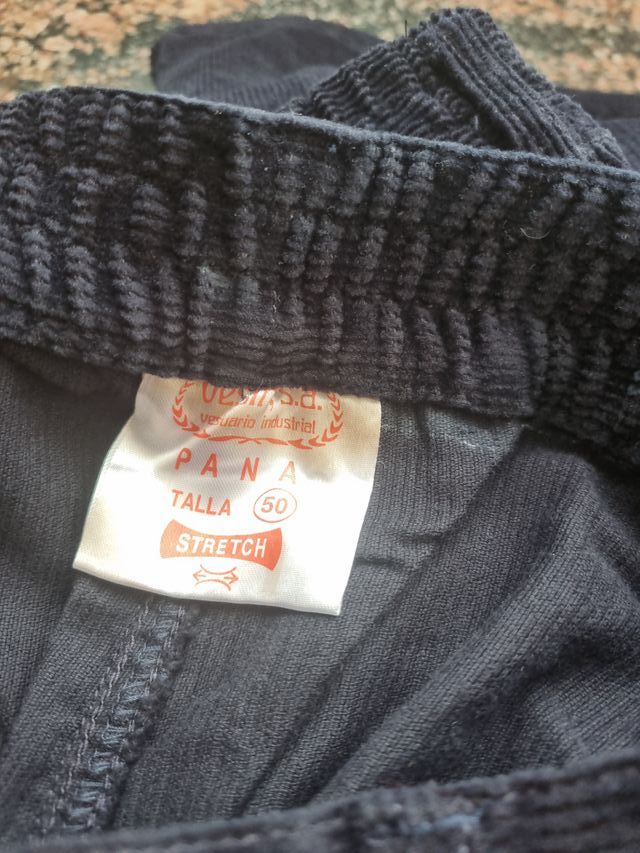 vestuario industrial
PANA
TALLA 50
STRETCH